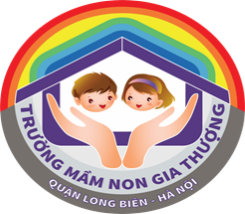 TRƯỜNG MẦM NON GIA THƯỢNG
QUẬN LONG BIÊN - HÀ NỘI